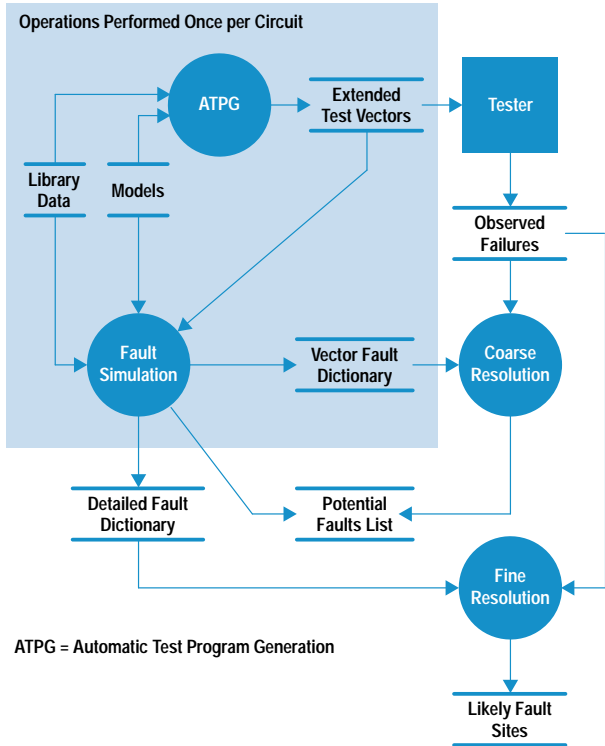 Operations Performed Once per Circuit
ATPG
Extended
Test Vectors
Tester
Library
Data
Models
Observed
Failures
Fault
Simulation
Vector Fault
Dictionary
Coarse
Resolution
Detailed Fault
Dictionary
Potential
Faults List
Fine
Resolution
ATPG = Automatic Test Program Generation
Likely Fault
Sites